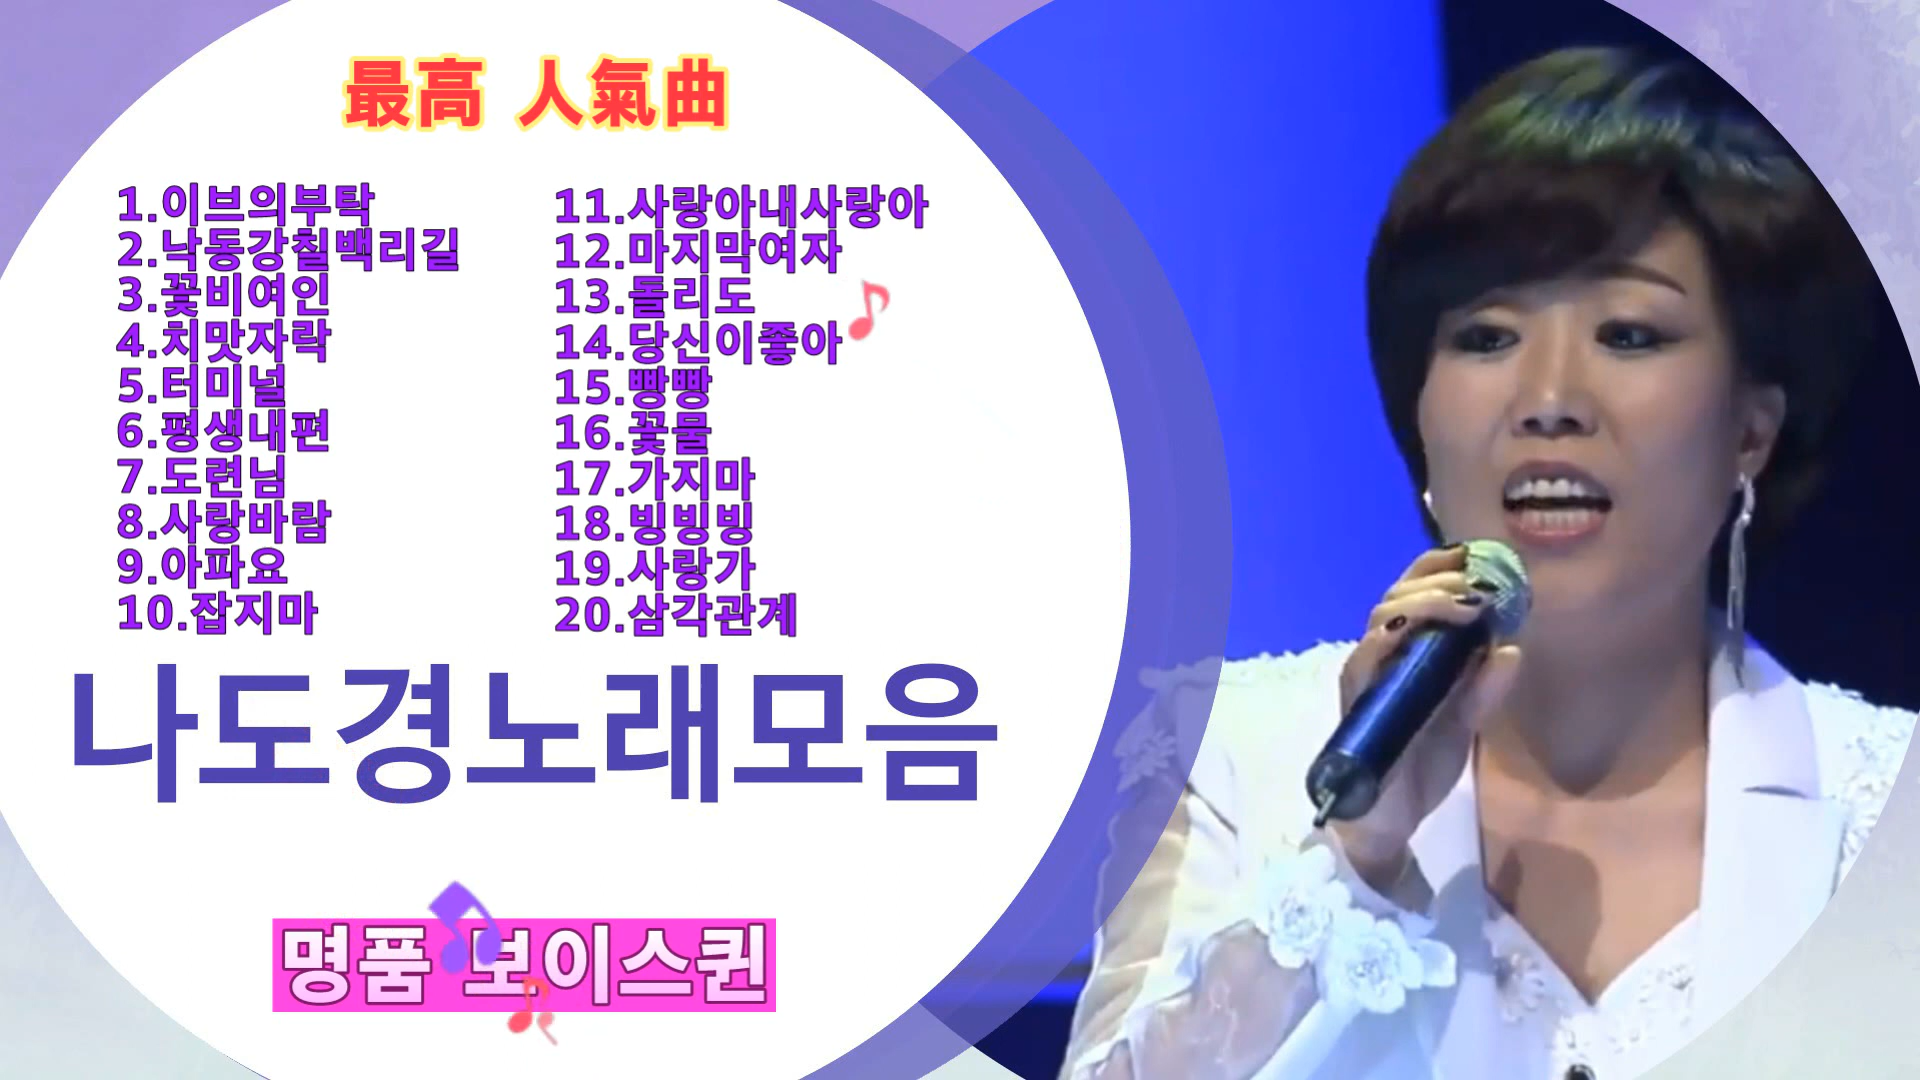 最高 人氣曲
1.이브의부탁
2.낙동강칠백리길
3.꽃비여인
4.치맛자락
5.터미널
6.평생내편
7.도련님
8.사랑바람
9.아파요
10.잡지마
11.사랑아내사랑아
12.마지막여자
13.돌리도
14.당신이좋아
15.빵빵
16.꽃물
17.가지마
18.빙빙빙
19.사랑가
20.삼각관계
나도경노래모음
명품 보이스퀸